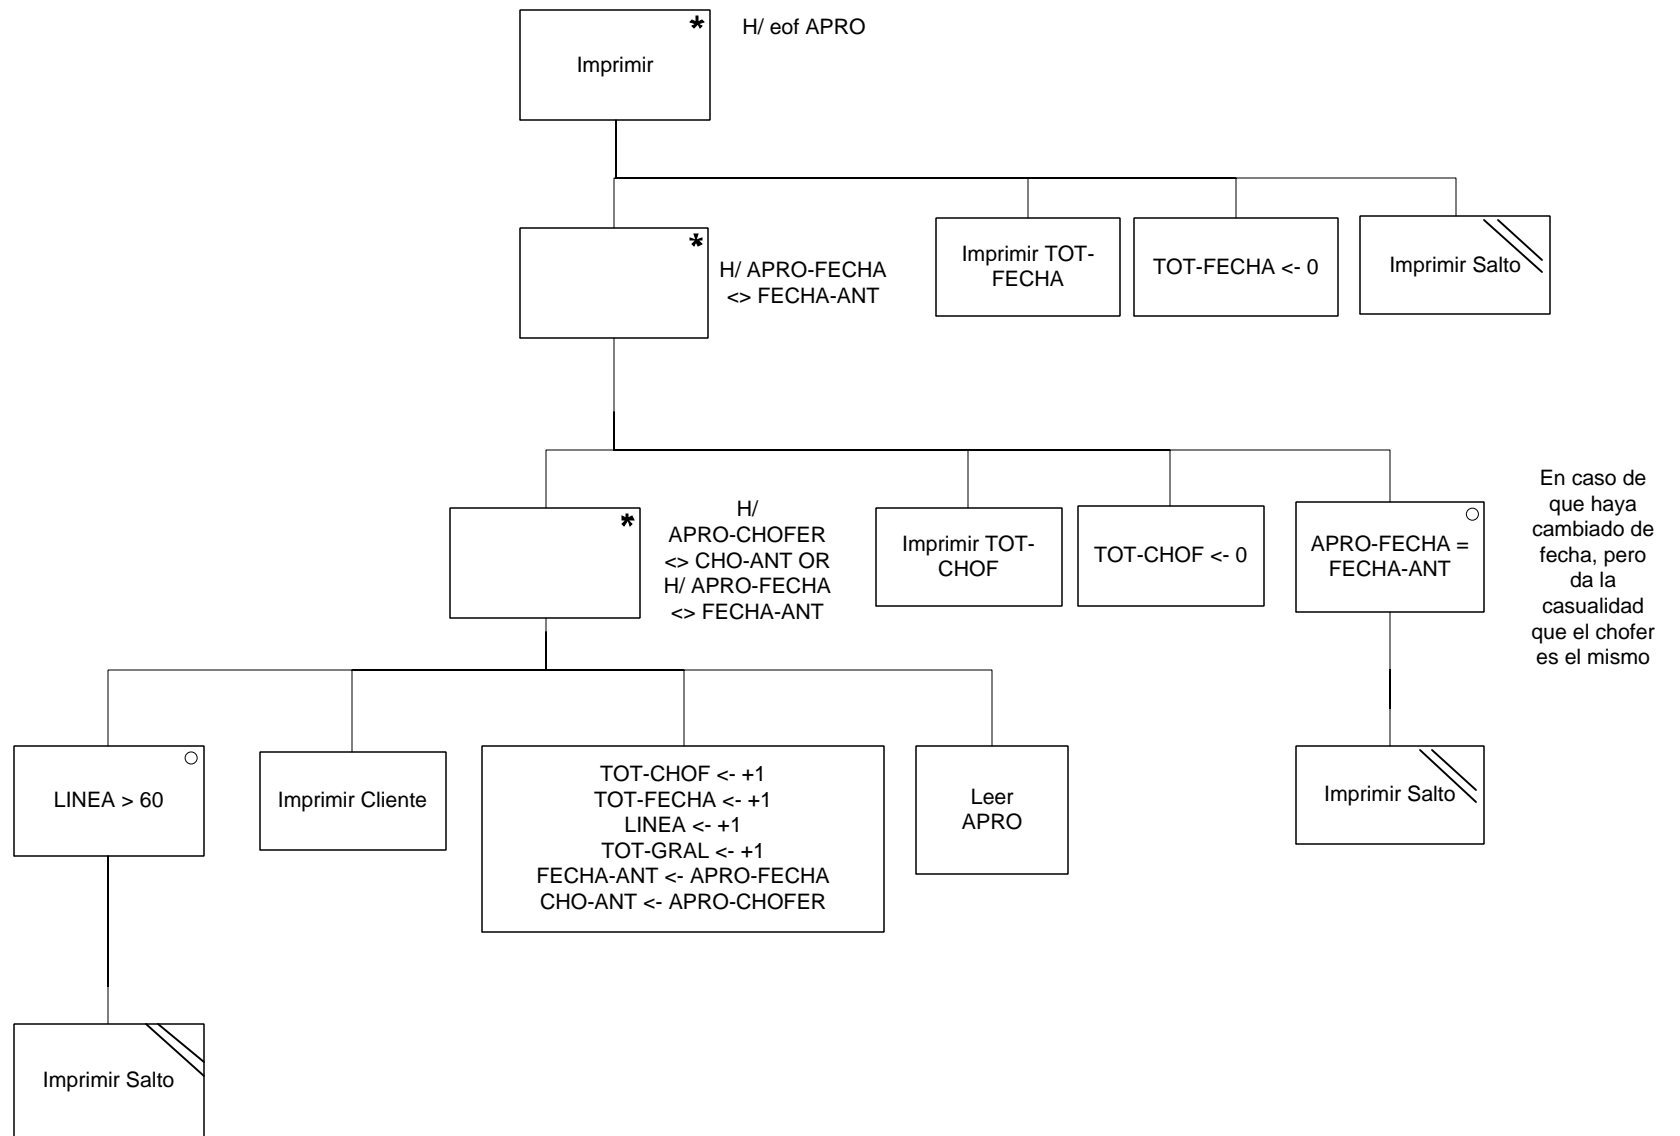 *
H/ eof APRO
Imprimir
*
H/ APRO-FECHA
<> FECHA-ANT
Imprimir TOT-
FECHA
TOT-FECHA <- 0
Imprimir Salto
*
H/
APRO-CHOFER
<> CHO-ANT OR
H/ APRO-FECHA
<> FECHA-ANT
Imprimir TOT-
CHOF
TOT-CHOF <- 0
APRO-FECHA =
FECHA-ANT
En caso de
que haya
cambiado de
fecha, pero
da la
casualidad
que el chofer
es el mismo
LINEA > 60
Imprimir Cliente
TOT-CHOF <- +1
TOT-FECHA <- +1
LINEA <- +1
TOT-GRAL <- +1
FECHA-ANT <- APRO-FECHA
CHO-ANT <- APRO-CHOFER
Leer
APRO
Imprimir Salto
Imprimir Salto